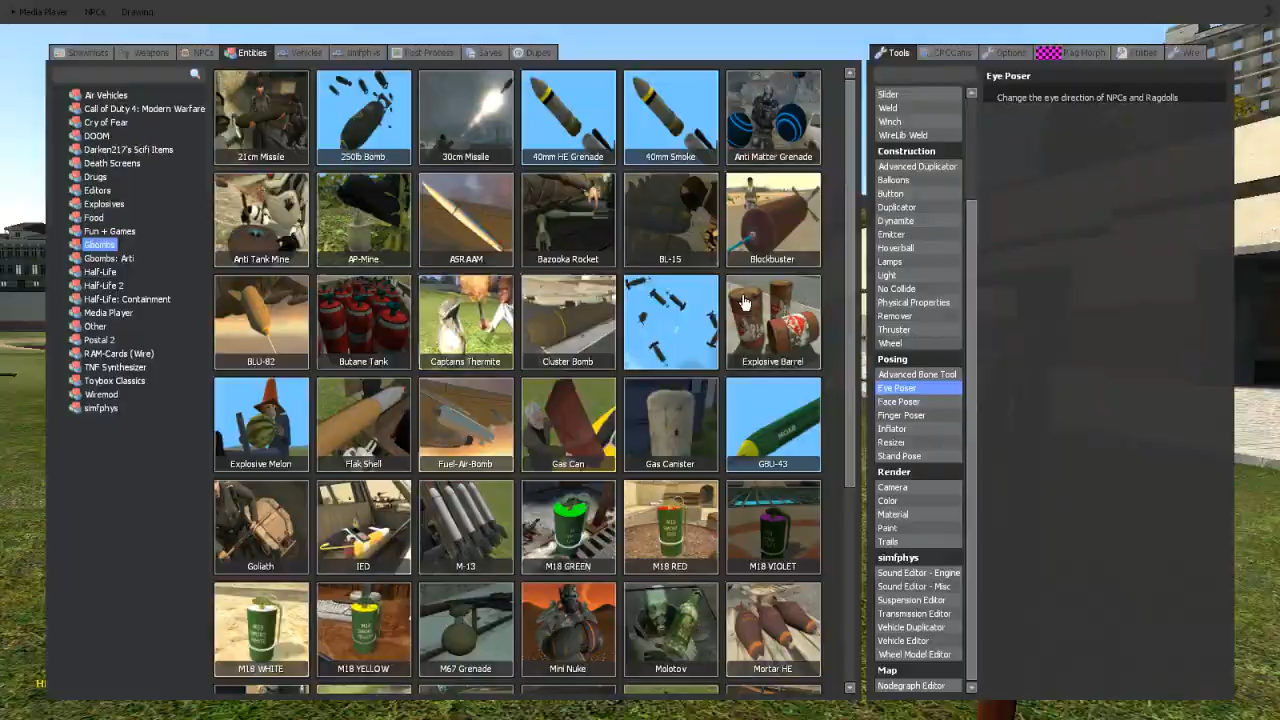 Media Player NPCs Drawing
Spawnlists Weapons NPCs Entities Vehicles simfphys Post Process Saves Dupes
Air Vehicles
Call of Duty 4: Modern Warfare
Cry of Fear
DOOM
Darken217's Scifi Items
Death Screens
Drugs
Editors
Explosives
Food
Fun + Games
Gbombs
Gbombs: Arti
Half-Life
Half-Life 2
Half-Life: Containment
Media Player
Other
Postal 2
RAM-Cards (Wire)
TNF Synthesizer
Toybox Classics
Wiremod
simfphys
21cm Missile 250lb Bomb 30cm Missile 40mm HE Grenade 40mm Smoke Anti Matter Grenade
Anti Tank Mine AP-Mine ASRAAM Bazooka Rocket BL-15 Blockbuster
BLU-82 Butane Tank Captains Thermite Cluster Bomb Explosive Barrel
Explosive Melon Flak Shell Fuel-Air-Bomb Gas Can Gas Canister GBU-43
MOAB
Goliath IED M-13 M18 GREEN M18 RED M18 VIOLET
M18 WHITE M18 YELLOW M67 Grenade Mini Nuke Molotov Mortar HE
Tools CPCCams Options Rag Morph Utilities Wire
Slider
Weld
Winch
WireLib Weld
Construction
Advanced Duplicator
Balloons
Button
Duplicator
Dynamite
Emitter
Hoverball
Lamps
Light
No Collide
Physical Properties
Remover
Thruster
Wheel
Posing
Advanced Bone Tool
Eye Poser
Face Poser
Finger Poser
Inflator
Resizer
Stand Pose
Render
Camera
Color
Material
Paint
Trails
simfphys
Sound Editor - Engine
Sound Editor - Misc
Suspension Editor
Transmission Editor
Vehicle Duplicator
Vehicle Editor
Wheel Model Editor
Map
Nodegraph Editor
Eye Poser
Change the eye direction of NPCs and Ragdolls